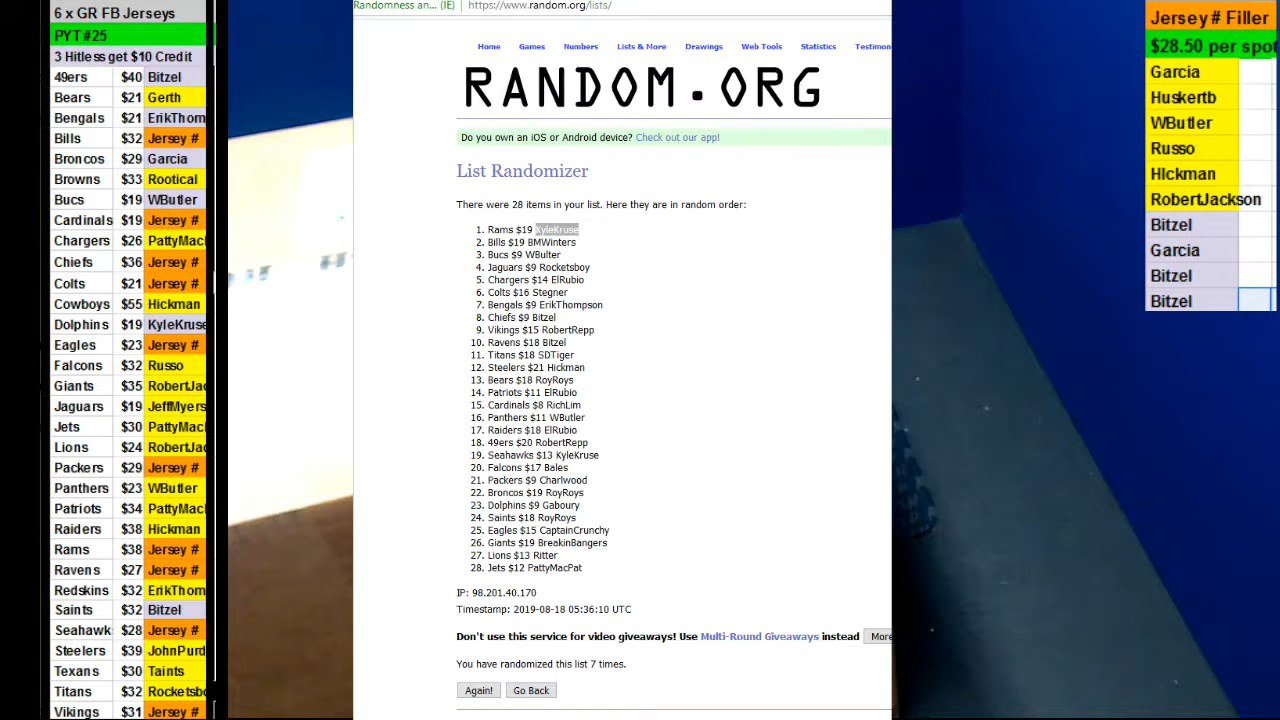 6 x GR FB Jerseys
PYT #25
3 Hitless get $10 Credit
49ers $40 Bitzel
Bears $21 Gerth
Bengals $21 ErikThom
Bills $32 Jersey #
Broncos $29 Garcia
Browns $33 Rootical
Bucs $19 WButler
Cardinals $19 Jersey #
Chargers $26 PattyMac
Chiefs $36 Jersey #
Colts $21 Jersey #
Cowboys $55 Hickman
Dolphins $19 KyleKruse
Eagles $23 Jersey #
Falcons $32 Russo
Giants $35 RobertJac
Jaguars $19 JeffMyers
Jets $30 PattyMac
Lions $24 RobertJac
Packers $29 Jersey #
Panthers $23 WButler
Patriots $34 PattyMac
Raiders $38 Hickman
Rams $38 Jersey #
Ravens $27 Jersey #
Redskins $32 ErikThom
Saints $32 Bitzel
Seahawk $28 Jersey #
Steelers $39 JohnPurd
Texans $30 Taints
Titans $32 Rocketsbo
Vikings $31 Jersey #
Randomness an... (IE) https://www.random.org/lists/
Home Games Numbers Lists & More Drawings Web Tools Statistics Testimon
RANDOM.ORG
Do you own an iOS or Android device? Check out our app!
List Randomizer
There were 28 items in your list. Here they are in random order:
1. Rams $19 KyleKruse
2. Bills $19 BMWinters
3. Bucs $9 WBulter
4. Jaguars $9 Rocketsboy
5. Chargers $14 ElRubio
6. Colts $16 Stegner
7. Bengals $9 ErikThompson
8. Chiefs $9 Bitzel
9. Vikings $15 RobertRepp
10. Ravens $18 Bitzel
11. Titans $18 SDTiger
12. Steelers $21 Hickman
13. Bears $18 RoyRoys
14. Patriots $11 ElRubio
15. Cardinals $8 RichLim
16. Panthers $11 WButler
17. Raiders $18 ElRubio
18. 49ers $20 RobertRepp
19. Seahawks $13 KyleKruse
20. Falcons $17 Bales
21. Packers $9 Charlwood
22. Broncos $19 RoyRoys
23. Dolphins $9 Gaboury
24. Saints $18 RoyRoys
25. Eagles $15 CaptainCrunchy
26. Giants $19 BreakinBangers
27. Lions $13 Ritter
28. Jets $12 PattyMacPat
IP: 98.201.40.170
Timestamp: 2019-08-18 05:36:10 UTC
Don't use this service for video giveaways! Use Multi-Round Giveaways instead More
You have randomized this list 7 times.
Again! Go Back
Jersey # Filler
$28.50 per spot
Garcia
Huskertb
WButler
Russo
HIckman
RobertJackson
Bitzel
Garcia
Bitzel
Bitzel